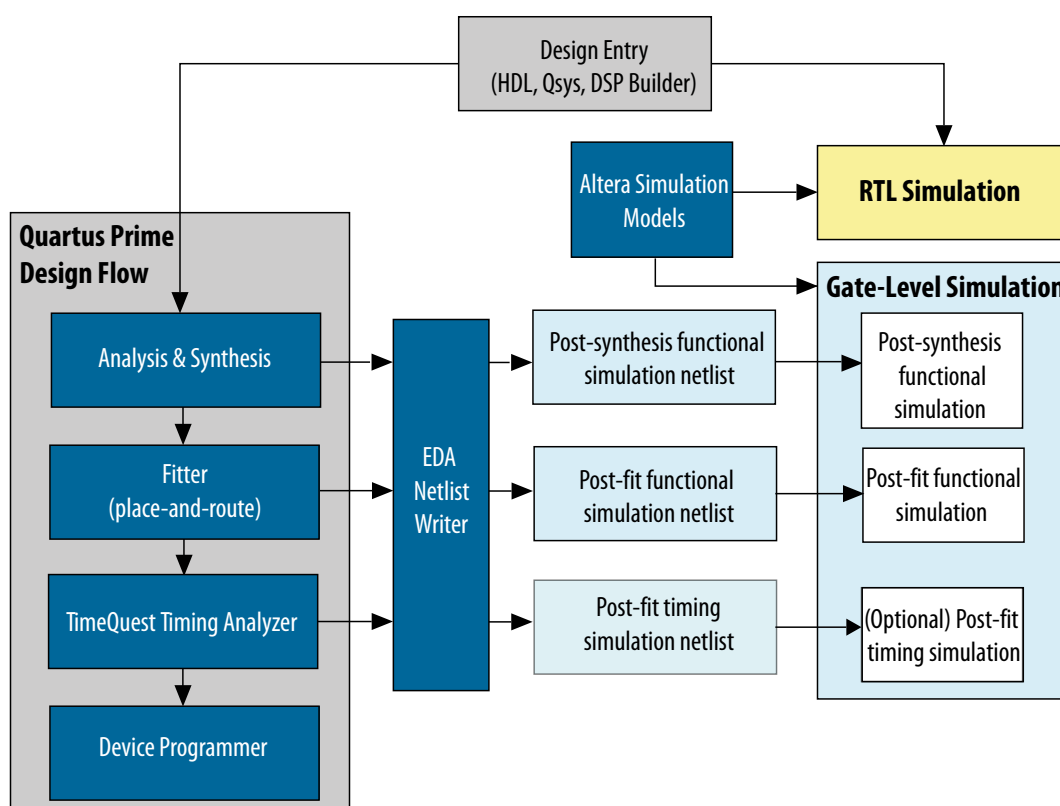 Design Entry
(HDL, Qsys, DSP Builder)
Altera Simulation
Models
RTL Simulation
Quartus Prime
Design Flow
Gate-Level Simulation
Analysis & Synthesis
Post-synthesis functional
simulation netlist
Post-synthesis
functional
simulation
Fitter
(place-and-route)
EDA
Netlist
Writer
Post-fit functional
simulation netlist
Post-fit functional
simulation
TimeQuest Timing Analyzer
Post-fit timing
simulation netlist
(Optional) Post-fit
timing simulation
Device Programmer